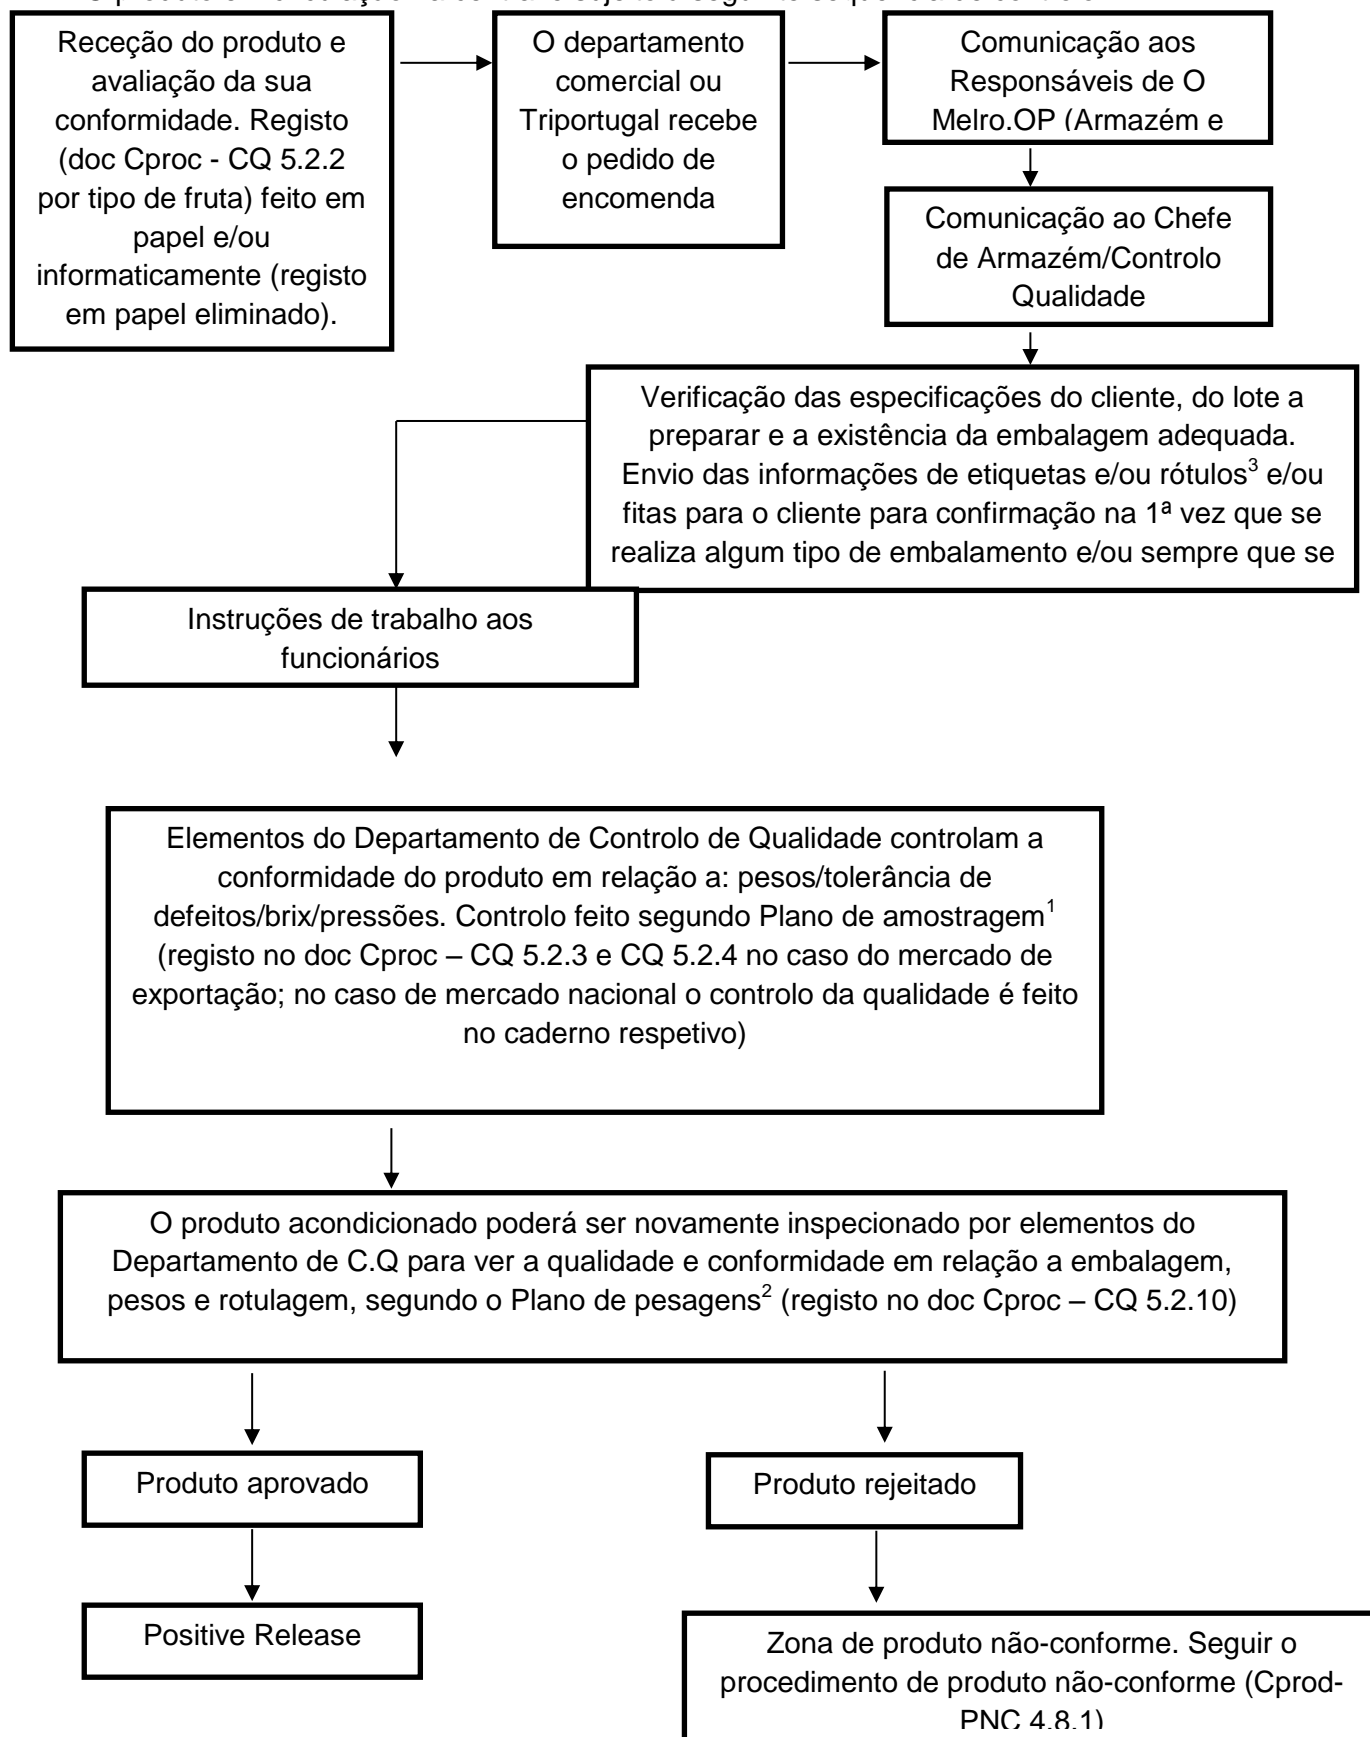 Receção do produto e
avaliação da sua
conformidade. Registo
(doc Cproc - CQ 5.2.2
por tipo de fruta) feito em
papel e/ou
informaticamente (registo
em papel eliminado).
O departamento
comercial ou
Triportugal recebe
o pedido de
encomenda
Comunicação aos
Responsáveis de O
Melro.OP (Armazém e
Comunicação ao Chefe
de Armazém/Controlo
Qualidade
Verificação das especificações do cliente, do lote a
preparar e a existência da embalagem adequada.
Envio das informações de etiquetas e/ou rótulos³ e/ou
fitas para o cliente para confirmação na 1ª vez que se
realiza algum tipo de embalamento e/ou sempre que se
Instruções de trabalho aos
funcionários
Elementos do Departamento de Controlo de Qualidade controlam a
conformidade do produto em relação a: pesos/tolerância de
defeitos/brix/pressões. Controlo feito segundo Plano de amostragem¹
(registo no doc Cproc – CQ 5.2.3 e CQ 5.2.4 no caso do mercado de
exportação; no caso de mercado nacional o controlo da qualidade é feito
no caderno respetivo)
O produto acondicionado poderá ser novamente inspecionado por elementos do
Departamento de C.Q para ver a qualidade e conformidade em relação a embalagem,
pesos e rotulagem, segundo o Plano de pesagens² (registo no doc Cproc – CQ 5.2.10)
Produto aprovado
Produto rejeitado
Positive Release
Zona de produto não-conforme. Seguir o
procedimento de produto não-conforme (Cprod-
PNC 4.8.1)